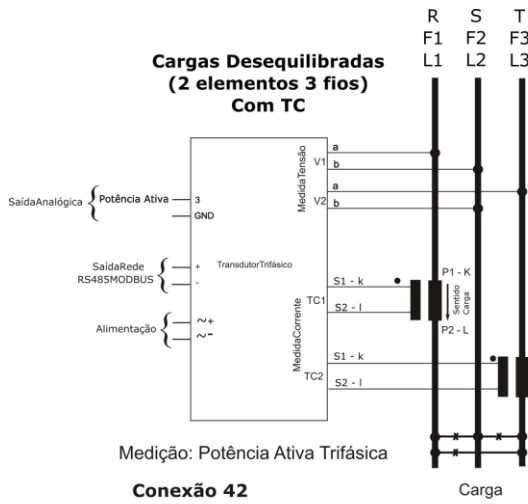 R S T
F1 F2 F3
L1 L2 L3
Cargas Desequilibradas
(2 elementos 3 fios)
Com TC
a
V1
b
a
V2
b
MedidaTensão
SaídaAnalógica
Potência Ativa
3
GND
SaídaRede
RS485MODBUS
+
-
TransdutorTrifásico
Alimentação
~+
~-
MedidaCorrente
S1 - k
TC1
S2 - l
P1 - K
Sentido
Carga
P2 - L
S1 - k
TC2
S2 - l
x x
x
Medição: Potência Ativa Trifásica
Conexão 42
Carga